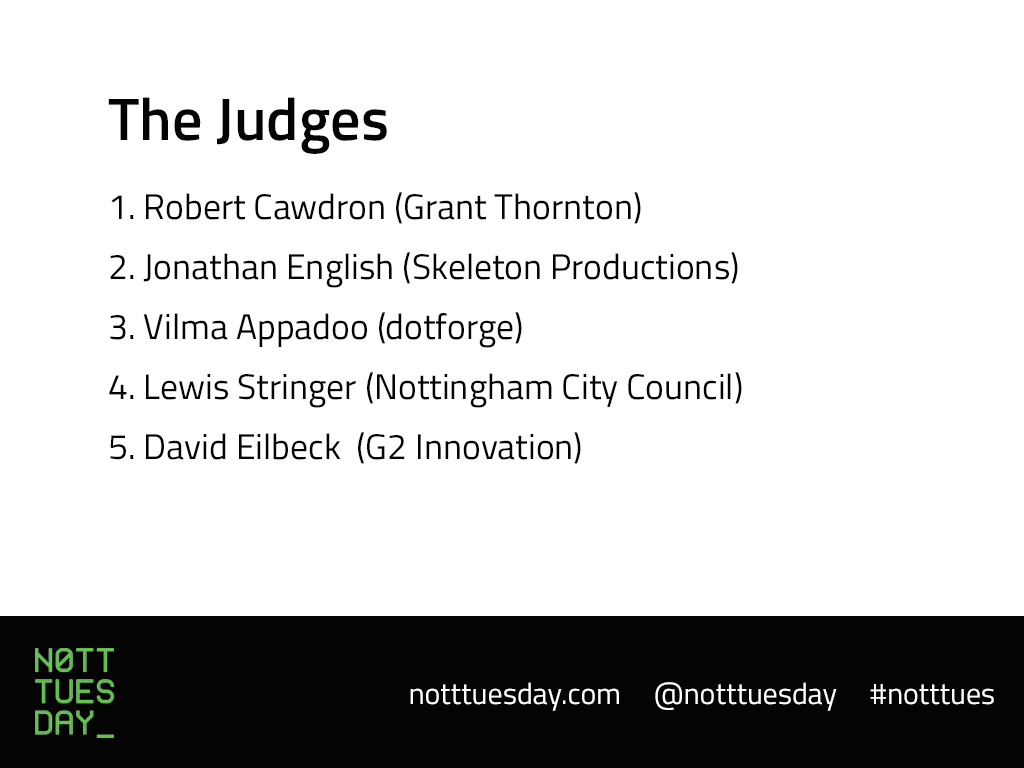 The Judges
1. Robert Cawdron (Grant Thornton)
2. Jonathan English (Skeleton Productions)
3. Vilma Appadoo (dotforge)
4. Lewis Stringer (Nottingham City Council)
5. David Eilbeck  (G2 Innovation)
NØTT
TUES
DAY_
notttuesday.com @notttuesday #notttues